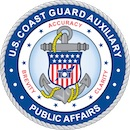 U.S. COAST GUARD AUXILIARY
ACCURACY
BREVITY
CLARITY
PUBLIC AFFAIRS